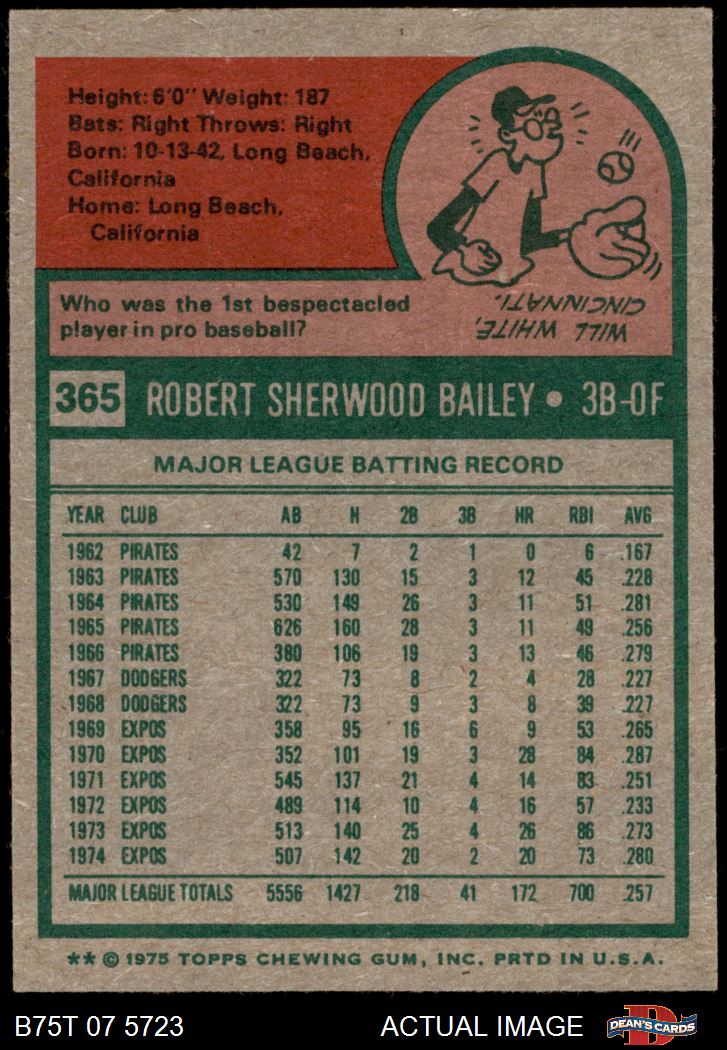 Height: 6'0" Weight: 187
Bats: Right Throws: Right
Born: 10-13-42, Long Beach,
California
Home: Long Beach,
California
Who was the 1st bespectacled
player in pro baseball?
WILL WHITE,
CINCINNATI.
365 ROBERT SHERWOOD BAILEY • 3B-OF
MAJOR LEAGUE BATTING RECORD
YEAR CLUB AB H 2B 3B HR RBI AVG
1962 PIRATES 42 7 2 1 0 6 .167
1963 PIRATES 570 130 15 3 12 45 .228
1964 PIRATES 530 149 26 3 11 51 .281
1965 PIRATES 626 160 28 3 11 49 .256
1966 PIRATES 380 106 19 3 13 46 .279
1967 DODGERS 322 73 8 2 4 28 .227
1968 DODGERS 322 73 9 3 8 39 .227
1969 EXPOS 358 95 16 6 9 53 .265
1970 EXPOS 352 101 19 3 28 84 .287
1971 EXPOS 545 137 21 4 14 83 .251
1972 EXPOS 489 114 10 4 16 57 .233
1973 EXPOS 513 140 25 4 26 86 .273
1974 EXPOS 507 142 20 2 20 73 .280
MAJOR LEAGUE TOTALS 5556 1427 218 41 172 700 .257
** © 1975 TOPPS CHEWING GUM, INC. PRTD IN U.S.A.
B75T 07 5723 ACTUAL IMAGE D DEAN'S CARDS